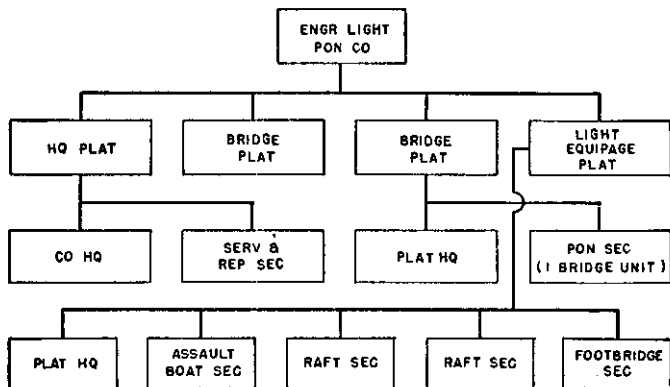 ENGR LIGHT
PON CO
HQ PLAT
BRIDGE
PLAT
BRIDGE
PLAT
LIGHT
EQUIPAGE
PLAT
CO HQ
SERV &
REP SEC
PLAT HQ
PON SEC
(1 BRIDGE UNIT)
PLAT HQ
ASSAULT
BOAT SEC
RAFT SEC
RAFT SEC
FOOTBRIDGE
SEC